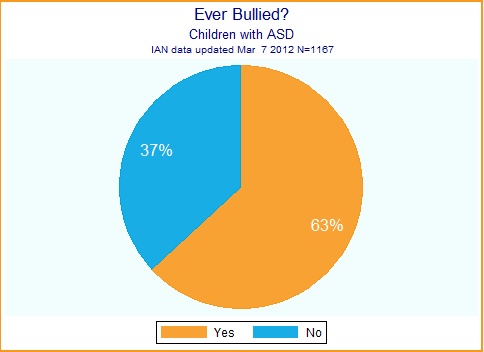 Ever Bullied?
Children with ASD
IAN data updated Mar 7 2012 N=1167
37%
63%
Yes No